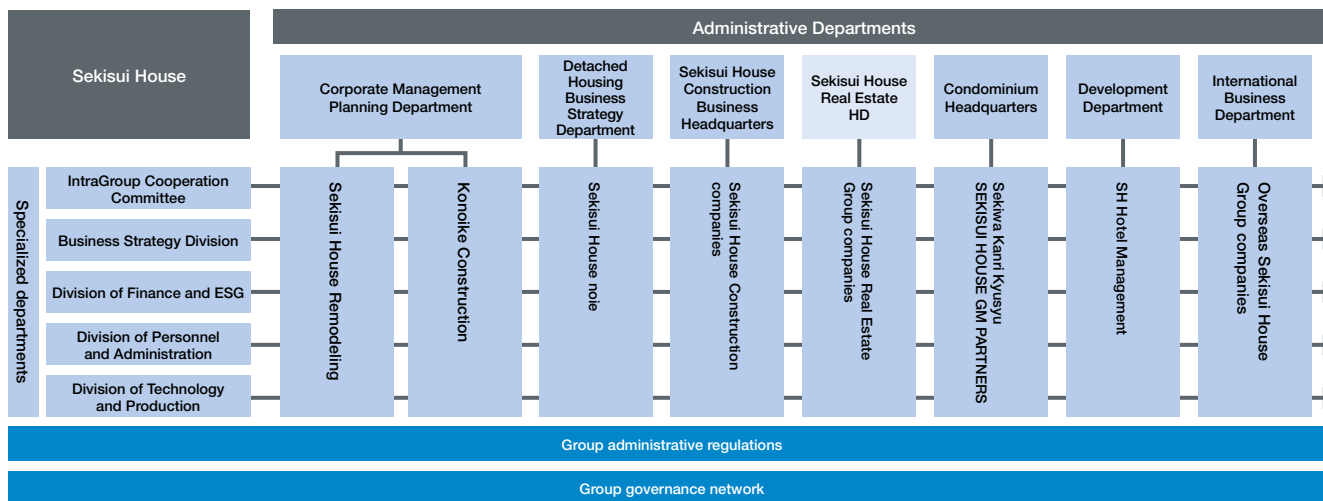 Sekisui House
Administrative Departments
Corporate Management
Planning Department
Detached
Housing
Business
Strategy
Department
Sekisui House
Construction
Business
Headquarters
Sekisui House
Real Estate
HD
Condominium
Headquarters
Development
Department
International
Business
Department
Specialized departments
IntraGroup Cooperation
Committee
Business Strategy Division
Division of Finance and ESG
Division of Personnel
and Administration
Division of Technology
and Production
Sekisui House Remodeling
Konoike Construction
Sekisui House noie
Sekisui House Construction
companies
Sekisui House Real Estate
Group companies
Sekiwa Kanri Kyusyu
SEKISUI HOUSE GM PARTNERS
SH Hotel Management
Overseas Sekisui House
Group companies
Group administrative regulations
Group governance network